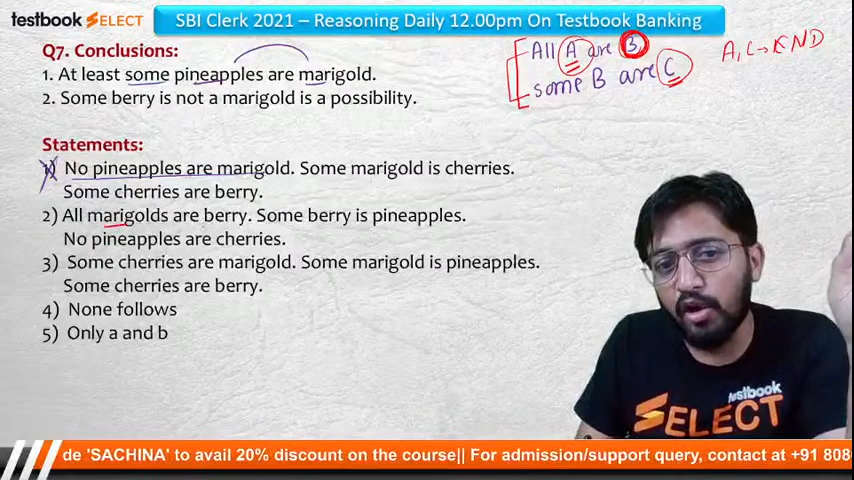 testbook SELECT
SBI Clerk 2021 – Reasoning Daily 12.00pm On Testbook Banking
Q7. Conclusions:
1. At least some pineapples are marigold.
2. Some berry is not a marigold is a possibility.
All A are B
some B are C
A, C → KND
Statements:
1) No pineapples are marigold. Some marigold is cherries.
Some cherries are berry.
2) All marigolds are berry. Some berry is pineapples.
No pineapples are cherries.
3) Some cherries are marigold. Some marigold is pineapples.
Some cherries are berry.
4) None follows
5) Only a and b
testbook
SELECT
de 'SACHINA' to avail 20% discount on the course|| For admission/support query, contact at +91 808